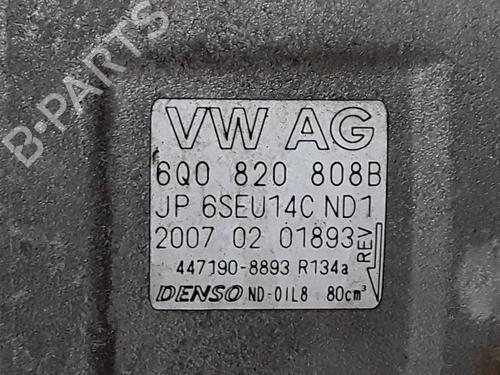 B-PARTS
VW AG
6Q0 820 808B
JP 6SEU14C ND1
2007 02 01893
REV
447190-8893 R134a
DENSO ND-OIL8 80cm³